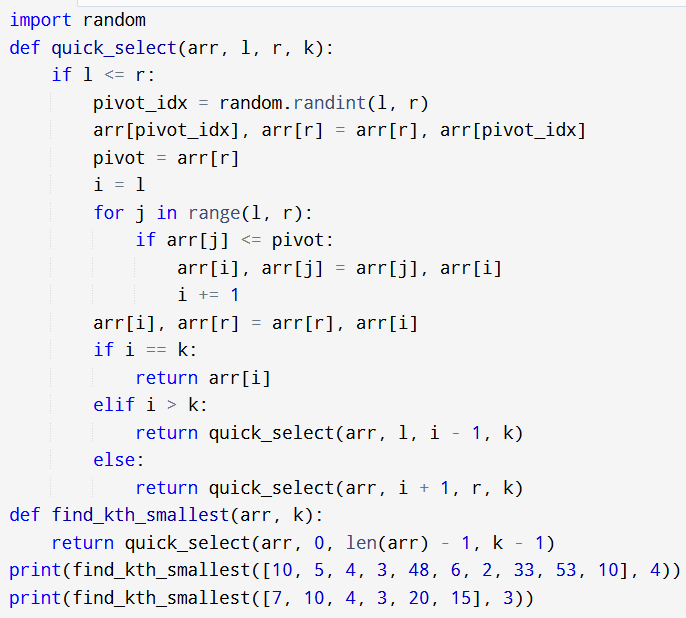 import random
def quick_select(arr, l, r, k):
    if l <= r:
        pivot_idx = random.randint(l, r)
        arr[pivot_idx], arr[r] = arr[r], arr[pivot_idx]
        pivot = arr[r]
        i = l
        for j in range(l, r):
            if arr[j] <= pivot:
                arr[i], arr[j] = arr[j], arr[i]
                i += 1
        arr[i], arr[r] = arr[r], arr[i]
        if i == k:
            return arr[i]
        elif i > k:
            return quick_select(arr, l, i - 1, k)
        else:
            return quick_select(arr, i + 1, r, k)
def find_kth_smallest(arr, k):
    return quick_select(arr, 0, len(arr) - 1, k - 1)
print(find_kth_smallest([10, 5, 4, 3, 48, 6, 2, 33, 53, 10], 4))
print(find_kth_smallest([7, 10, 4, 3, 20, 15], 3))